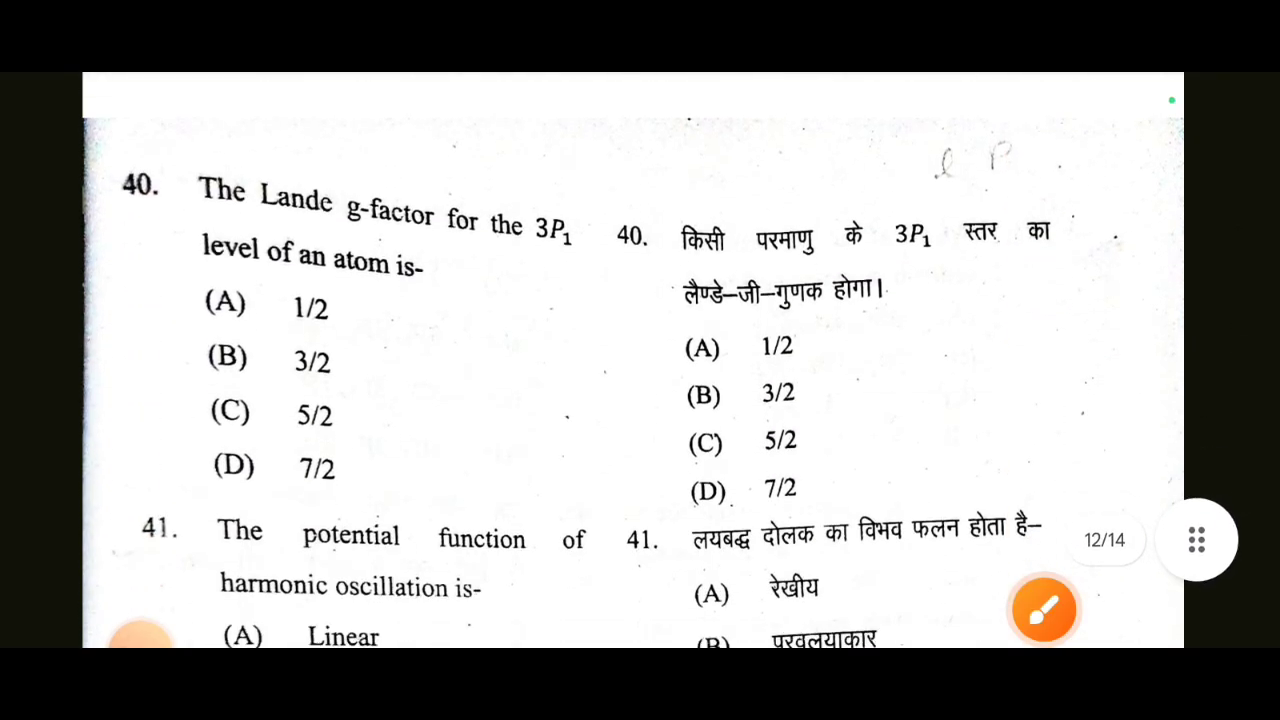 l P
40. The Lande g-factor for the 3P₁
level of an atom is-
(A) 1/2
(B) 3/2
(C) 5/2
(D) 7/2
41. The potential function of
harmonic oscillation is-
(A) Linear
40. किसी परमाणु के 3P₁ स्तर का
लैण्डे–जी–गुणक होगा।
(A) 1/2
(B) 3/2
(C) 5/2
(D) 7/2
41. लयबद्ध दोलक का विभव फलन होता है–
(A) रेखीय
(B) परवलयाकार
12/14